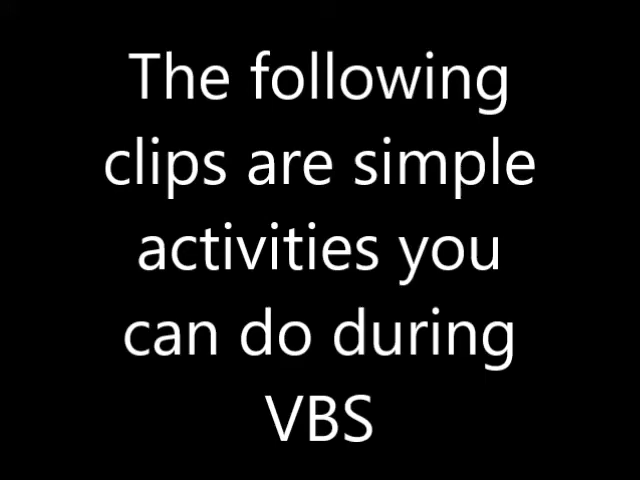 The following
clips are simple
activities you
can do during
VBS